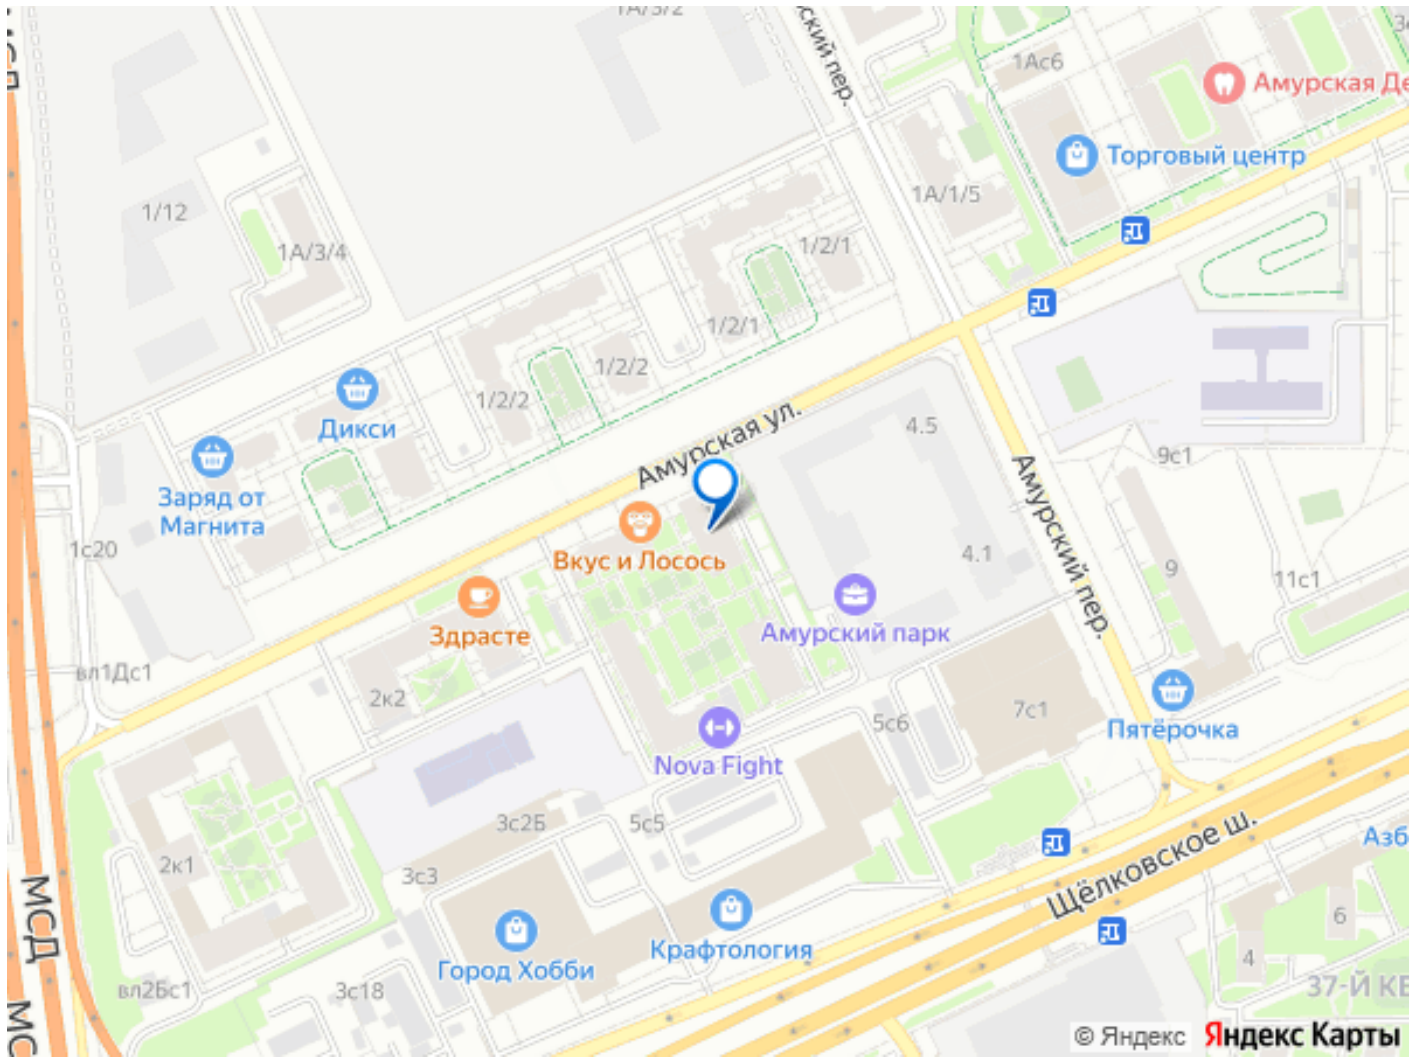 1А/3/2
ский пер.
3с
1Ас6
Амурская Де
МСД
Торговый центр
1/12
1А/1/5
1А/3/4
1/2/1
1/2/1
1/2/2
1/2/2
Дикси
Амурская ул.
4.5
9с1
Заряд от
Магнита
1с20
Вкус и Лосось
4.1
Амурский пер.
9
11с1
Здрасте
Амурский парк
вл1Дс1
2к2
5с6
7с1
Пятёрочка
Nova Fight
3с2Б
5с5
Щёлковское ш.
Азб
2к1
3с3
МСД
6
Крафтология
Город Хобби
4
вл2Бс1
3с18
37-Й КВ
МС
© Яндекс Яндекс Карты